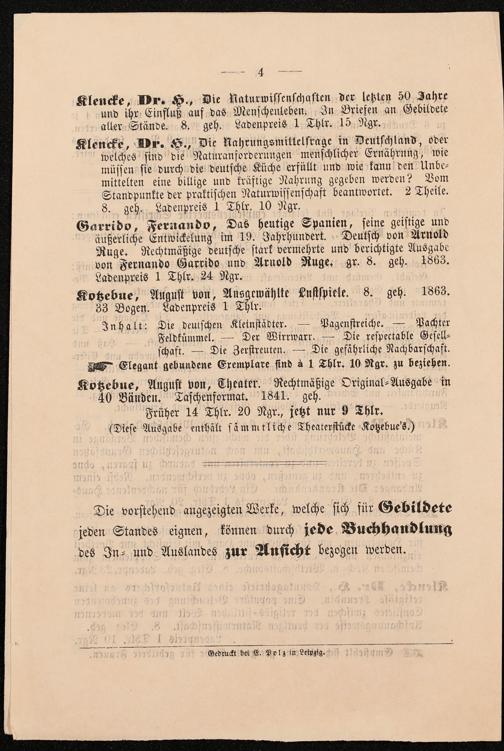 — 4 —
Klencke, Dr. H., Die Naturwissenschaften der letzten 50 Jahre
und ihr Einfluß auf das Menschenleben. In Briefen an Gebildete
aller Stände. 8. geh. Ladenpreis 1 Thlr. 15 Ngr.
Klencke, Dr. H., Die Nahrungsmittelfrage in Deutschland, oder
welches sind die Naturanforderungen menschlicher Ernährung, wie
müssen sie durch die deutsche Küche erfüllt und wie kann den Unbe-
mittelten eine billige und kräftige Nahrung gegeben werden? Vom
Standpunkte der praktischen Naturwissenschaft beantwortet. 2 Theile.
8. geh. Ladenpreis 1 Thlr. 10 Ngr.
Garrido, Fernando, Das heutige Spanien, seine geistige und
äußerliche Entwickelung im 19. Jahrhundert. Deutsch von Arnold
Ruge. Rechtmäßige deutsche stark vermehrte und berichtigte Ausgabe
von Fernando Garrido und Arnold Ruge. gr. 8. geh. 1863.
Ladenpreis 1 Thlr. 24 Ngr.
Kotzebue, August von, Ausgewählte Lustspiele. 8. geh. 1863.
33 Bogen. Ladenpreis 1 Thlr.
Inhalt: Die deutschen Kleinstädter. — Pagenstreiche. — Pachter
Feldkümmel. — Der Wirrwarr. — Die respectable Gesell-
schaft. — Die Zerstreuten. — Die gefährliche Nachbarschaft.
☛ Elegant gebundene Exemplare sind à 1 Thlr. 10 Ngr. zu beziehen.
Kotzebue, August von, Theater. Rechtmäßige Original-Ausgabe in
40 Bänden. Taschenformat. 1841. geh.
Früher 14 Thlr. 20 Ngr., jetzt nur 9 Thlr.
(Diese Ausgabe enthält sämmtliche Theaterstücke Kotzebue's.)
Die vorstehend angezeigten Werke, welche sich für Gebildete
jeden Standes eignen, können durch jede Buchhandlung
des In- und Auslandes zur Ansicht bezogen werden.
Gedruckt bei E. Polz in Leipzig.